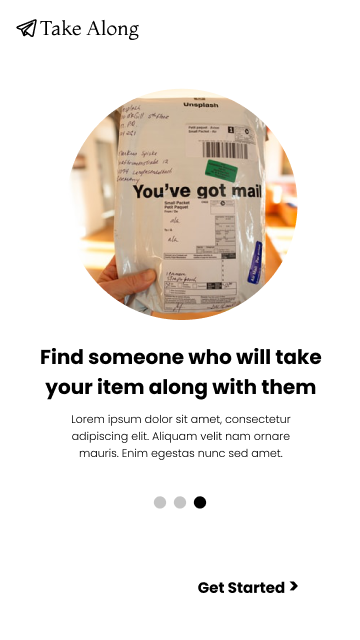 Take Along
Unsplash
You've got mail
Small Packet
Petit Paquet
Find someone who will take
your item along with them
Lorem ipsum dolor sit amet, consectetur
adipiscing elit. Aliquam velit nam ornare
mauris. Enim egestas nunc sed amet.
Get Started >